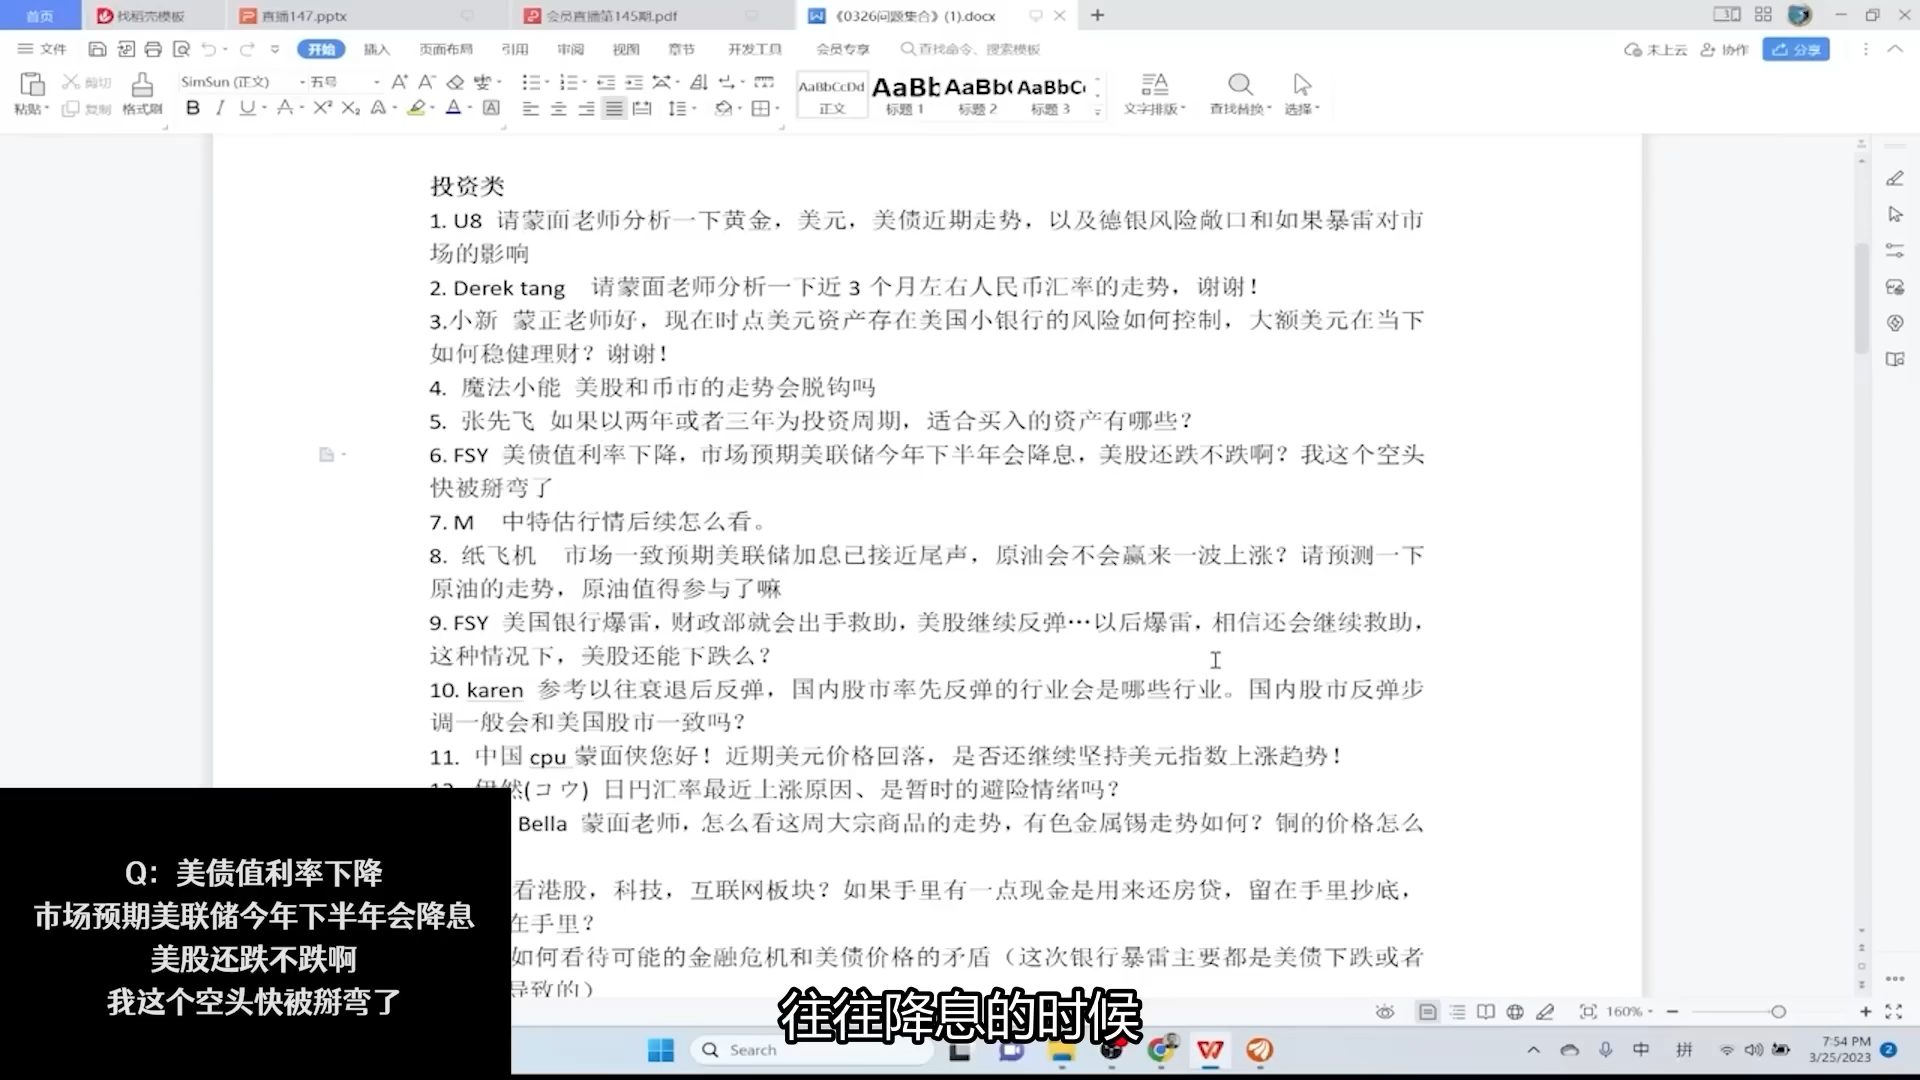 首页
找稻壳模板
直播147.pptx
会员直播第145期.pdf
《0326问题集合》(1).docx
文件
开始
插入
页面布局
引用
审阅
视图
章节
开发工具
会员专享
查找命令、搜索模板
未上云
协作
分享
粘贴
剪切
复制
格式刷
SimSun (正文)
五号
AaBbCcDd
正文
AaBb
标题 1
AaBb(
标题 2
AaBbC
标题 3
文字排版
查找替换
选择
投资类
1. U8 请蒙面老师分析一下黄金，美元，美债近期走势，以及德银风险敞口和如果暴雷对市
场的影响
2. Derek tang 请蒙面老师分析一下近 3 个月左右人民币汇率的走势，谢谢！
3.小新 蒙正老师好，现在时点美元资产存在美国小银行的风险如何控制，大额美元在当下
如何稳健理财？谢谢！
4. 魔法小能 美股和币市的走势会脱钩吗
5. 张先飞 如果以两年或者三年为投资周期，适合买入的资产有哪些？
6. FSY 美债值利率下降，市场预期美联储今年下半年会降息，美股还跌不跌啊？我这个空头
快被掰弯了
7. M 中特估行情后续怎么看。
8. 纸飞机 市场一致预期美联储加息已接近尾声，原油会不会赢来一波上涨？请预测一下
原油的走势，原油值得参与了嘛
9. FSY 美国银行爆雷，财政部就会出手救助，美股继续反弹…以后爆雷，相信还会继续救助，
这种情况下，美股还能下跌么？
10. karen 参考以往衰退后反弹，国内股市率先反弹的行业会是哪些行业。国内股市反弹步
调一般会和美国股市一致吗？
11. 中国 cpu 蒙面侠您好！近期美元价格回落，是否还继续坚持美元指数上涨趋势！
然(コウ) 日円汇率最近上涨原因、是暂时的避险情绪吗？
Bella 蒙面老师，怎么看这周大宗商品的走势，有色金属锡走势如何？铜的价格怎么
看港股，科技，互联网板块？如果手里有一点现金是用来还房贷，留在手里抄底，
在手里？
如何看待可能的金融危机和美债价格的矛盾（这次银行暴雷主要都是美债下跌或者
导致的）
Q：美债值利率下降
市场预期美联储今年下半年会降息
美股还跌不跌啊
我这个空头快被掰弯了
往往降息的时候
160%
Search
中
拼
7:54 PM
3/25/2023
2